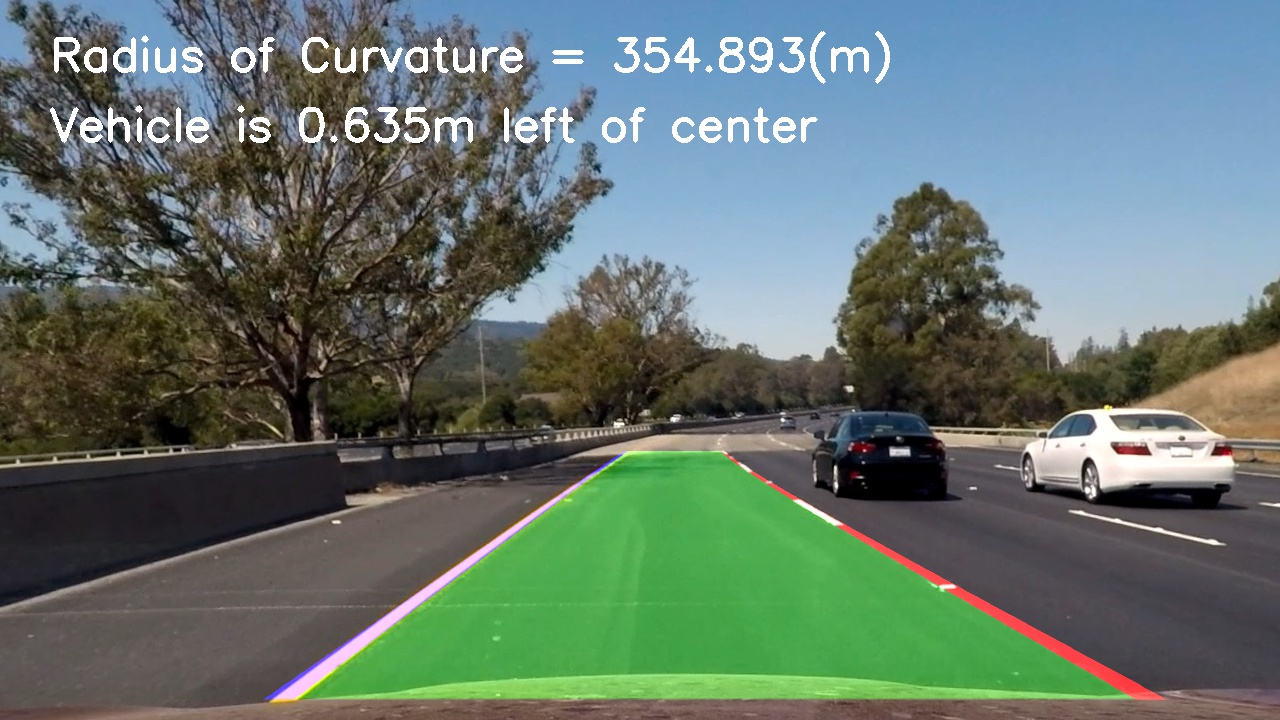 Radius of Curvature = 354.893(m)
Vehicle is 0.635m left of center